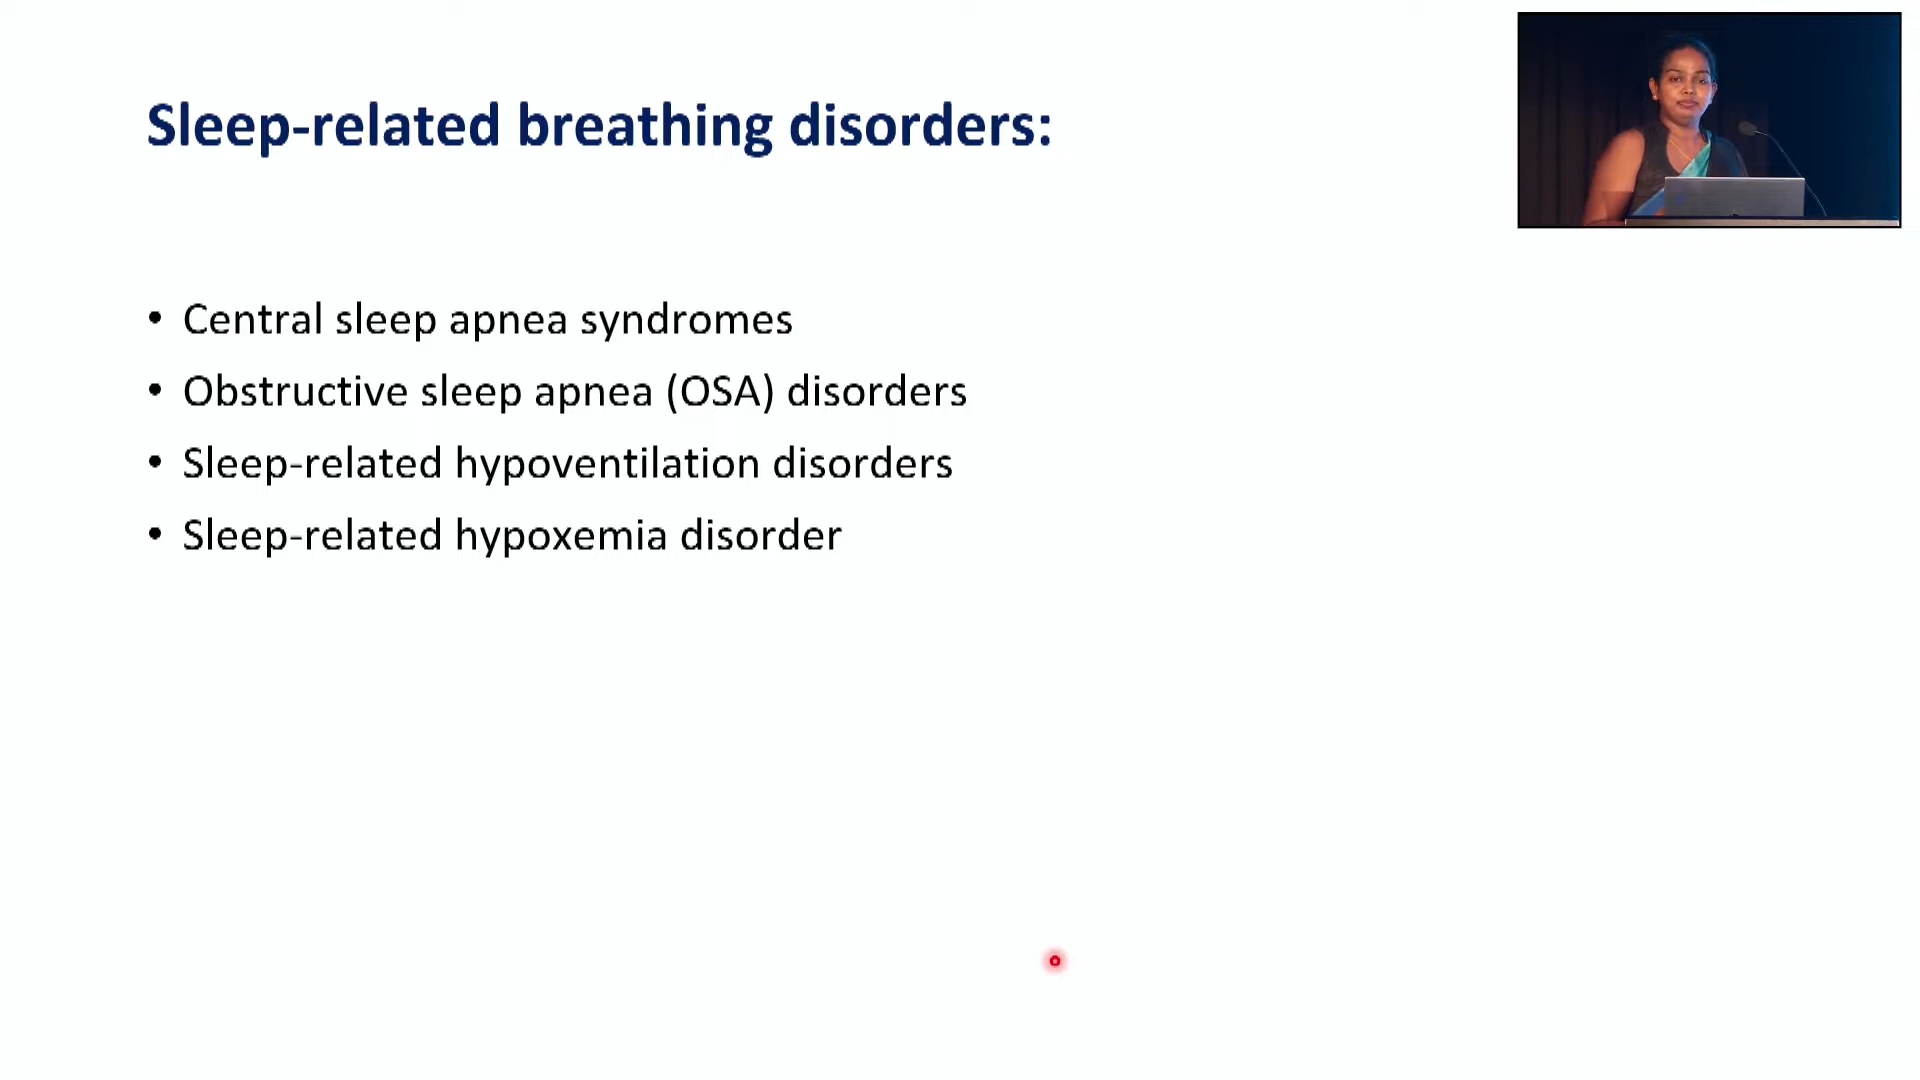 Sleep-related breathing disorders:
• Central sleep apnea syndromes
• Obstructive sleep apnea (OSA) disorders
• Sleep-related hypoventilation disorders
• Sleep-related hypoxemia disorder